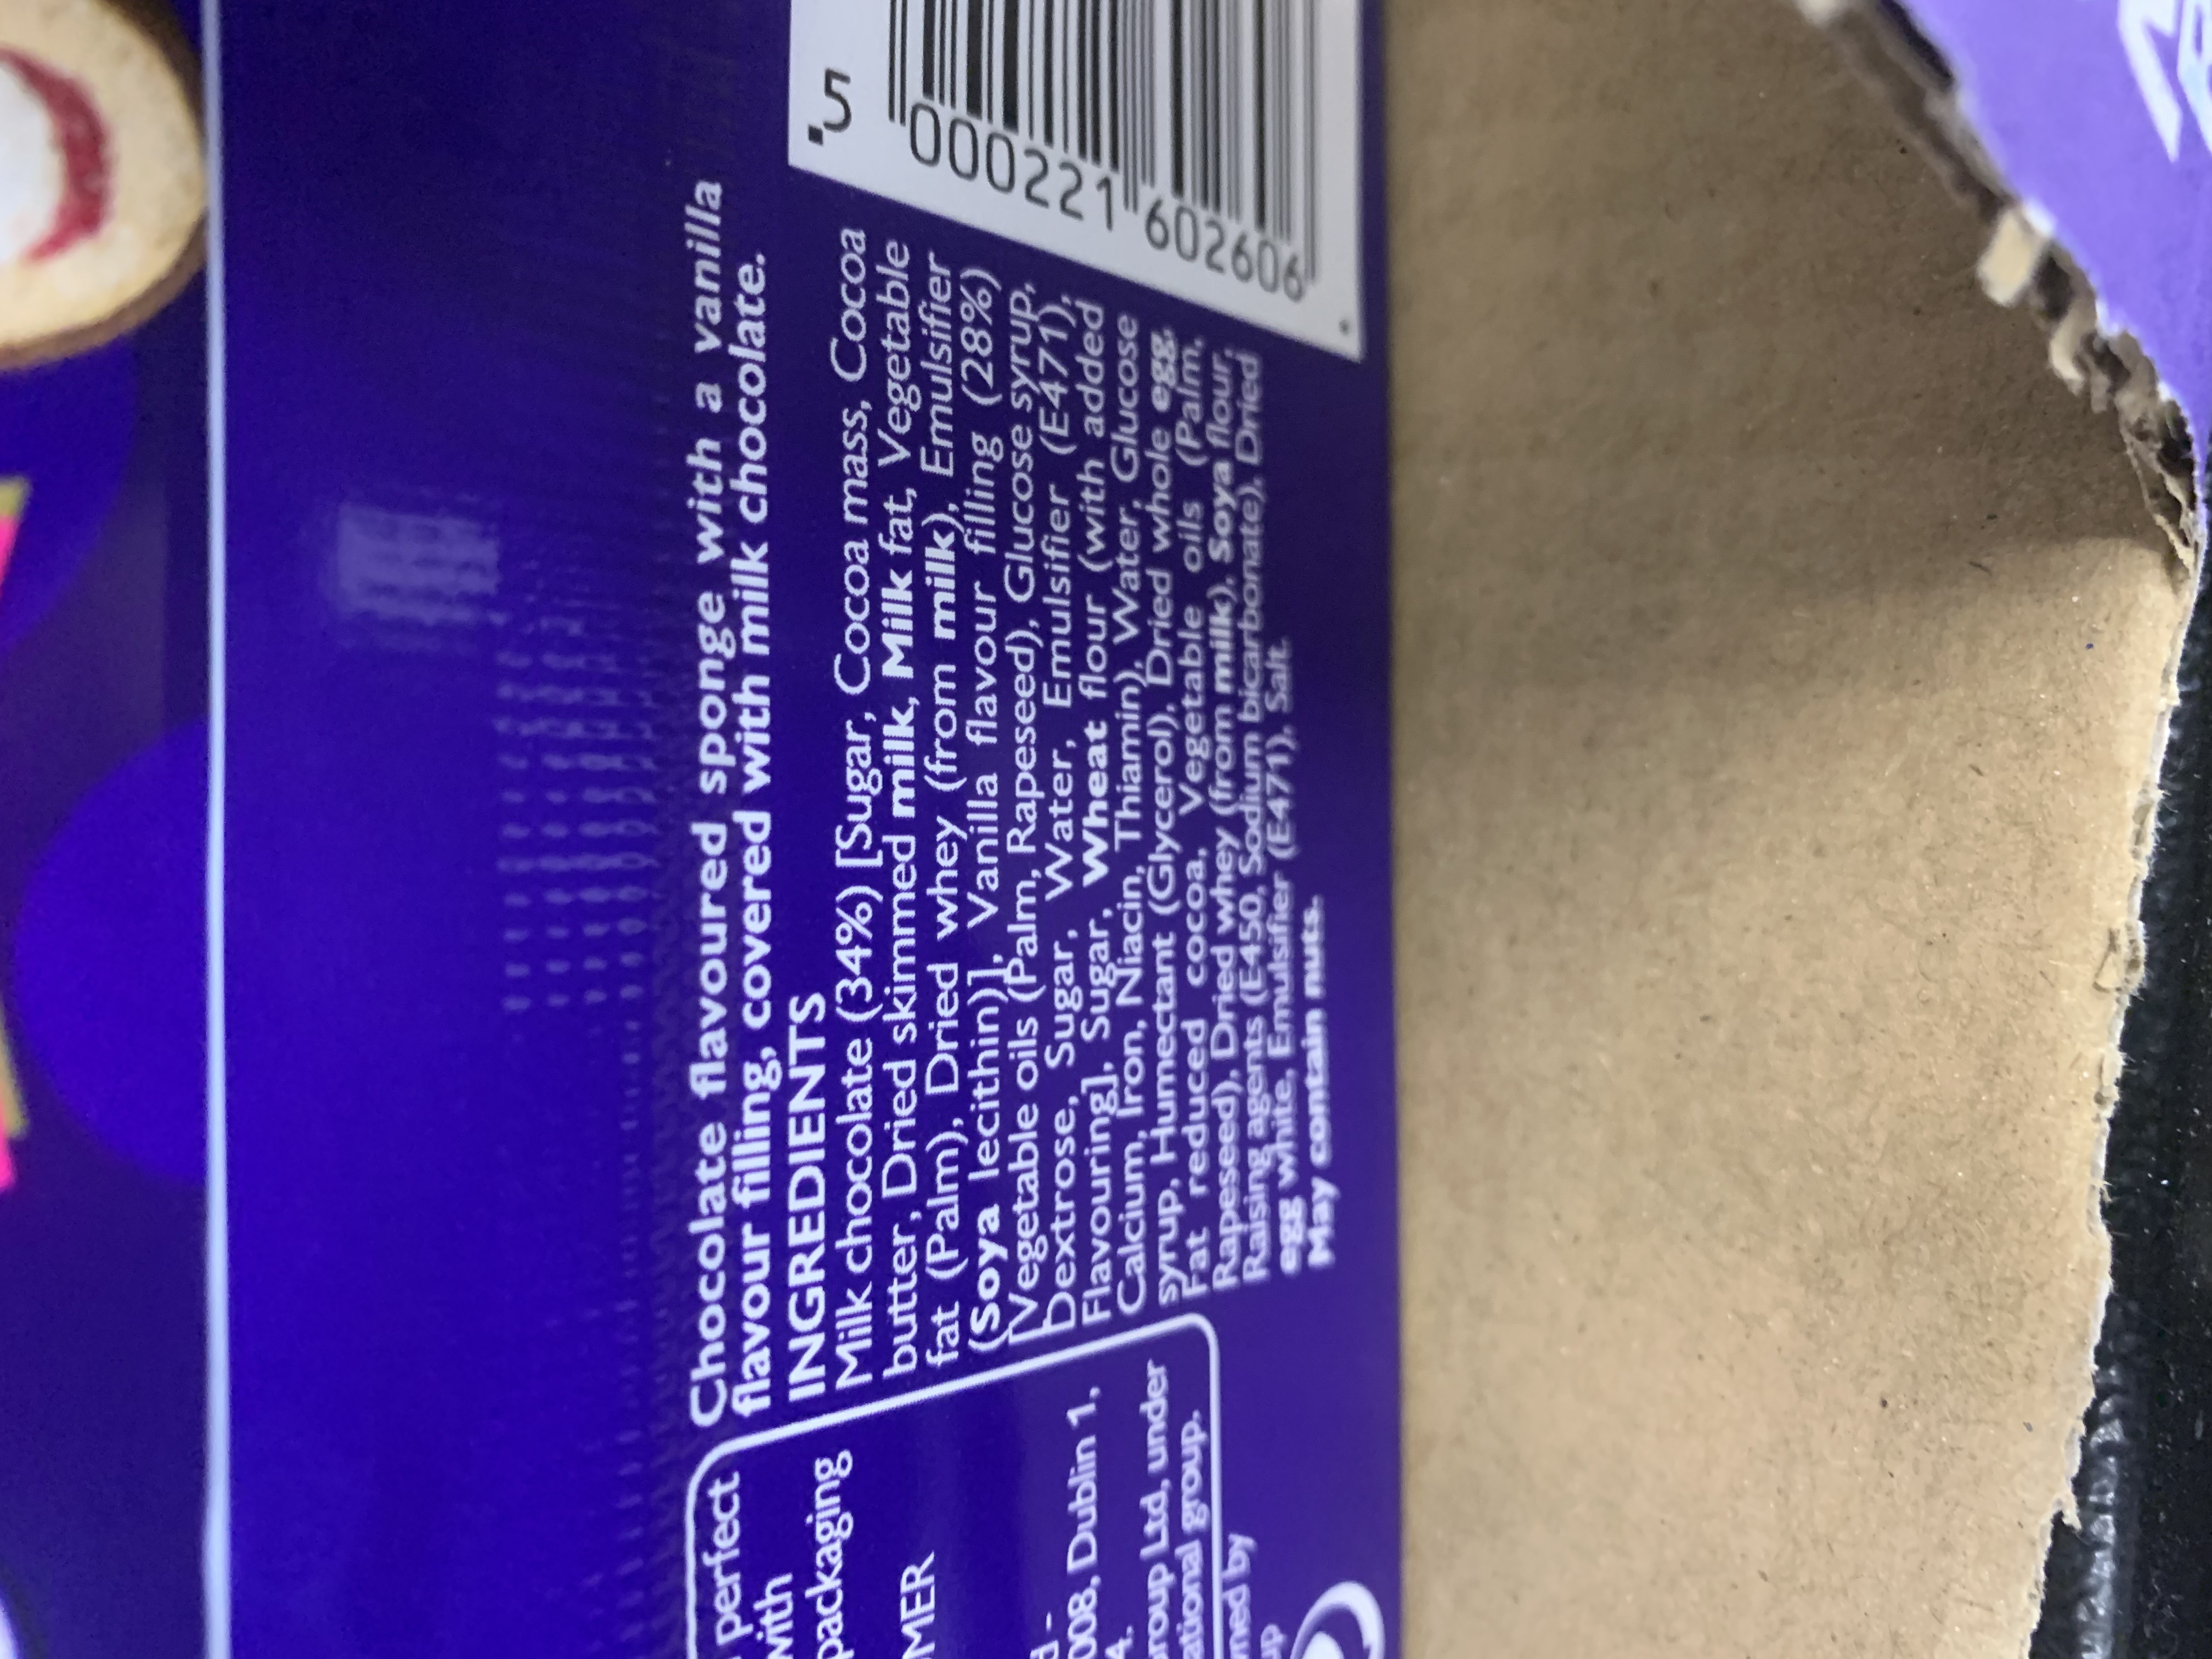 perfect
with
packaging
MER
008, Dublin 1,
4.
roup Ltd, under
ational group.
ned by
up
Chocolate flavoured sponge with a vanilla
flavour filling, covered with milk chocolate.
INGREDIENTS
Milk chocolate (34%) [Sugar, Cocoa mass, Cocoa
butter, Dried skimmed milk, Milk fat, Vegetable
fat (Palm), Dried whey (from milk), Emulsifier
(Soya lecithin)], Vanilla flavour filling (28%)
[Vegetable oils (Palm, Rapeseed), Glucose syrup,
Dextrose, Sugar, Water, Emulsifier (E471),
Flavouring], Sugar, Wheat flour (with added
Calcium, Iron, Niacin, Thiamin), Water, Glucose
syrup, Humectant (Glycerol), Dried whole egg,
Fat reduced cocoa, Vegetable oils (Palm,
Rapeseed), Dried whey (from milk), Soya flour,
Raising agents (E450, Sodium bicarbonate), Dried
egg white, Emulsifier (E471), Salt.
May contain nuts.
5 000221 602606